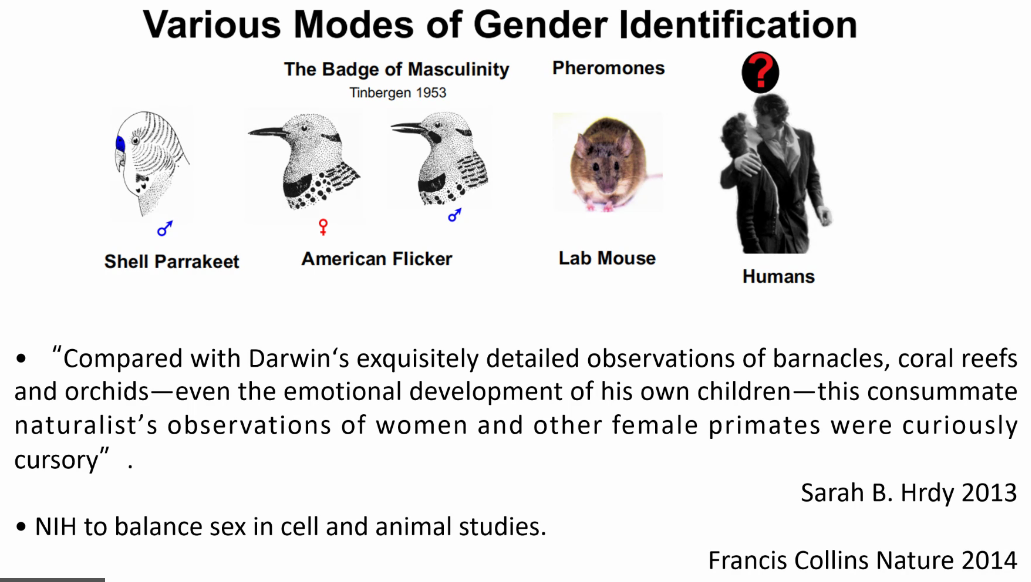 Various Modes of Gender Identification
The Badge of Masculinity
Tinbergen 1953
Pheromones
?
♂
♀
♂
Shell Parrakeet
American Flicker
Lab Mouse
Humans
• “Compared with Darwin‘s exquisitely detailed observations of barnacles, coral reefs
and orchids—even the emotional development of his own children—this consummate
naturalist’s observations of women and other female primates were curiously
cursory” .
Sarah B. Hrdy 2013
• NIH to balance sex in cell and animal studies.
Francis Collins Nature 2014